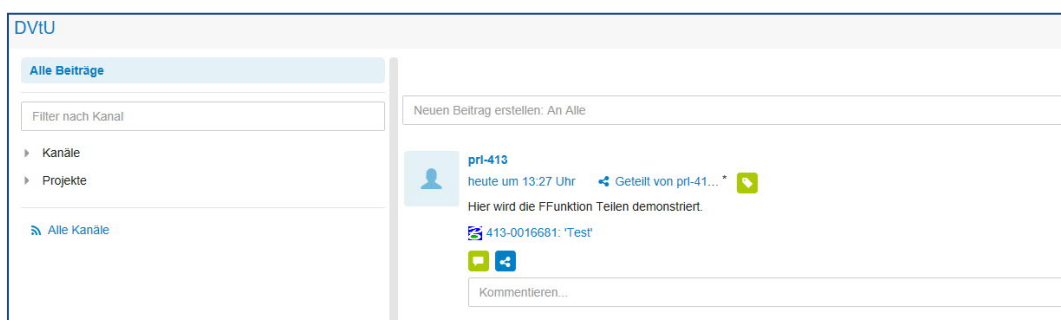 DVtU
Alle Beiträge
Filter nach Kanal
Kanäle
Projekte
Alle Kanäle
Neuen Beitrag erstellen: An Alle
prl-413
heute um 13:27 Uhr Geteilt von prl-41... *
Hier wird die FFunktion Teilen demonstriert.
413-0016681: 'Test'
Kommentieren...